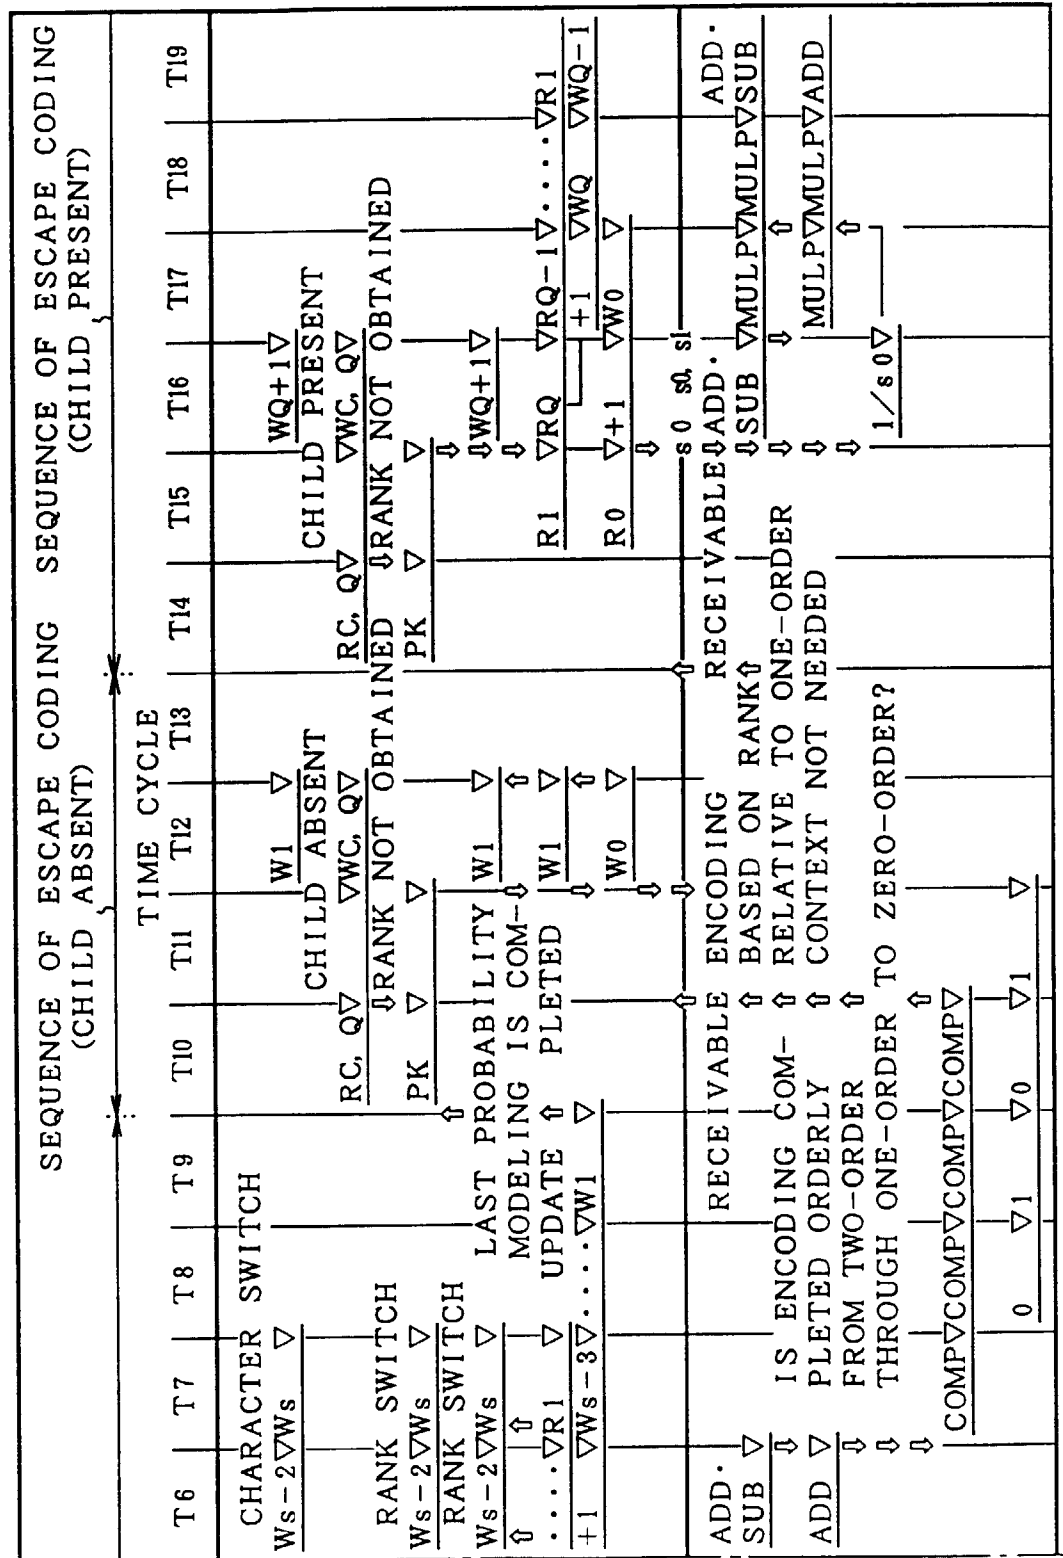 SEQUENCE OF ESCAPE CODING SEQUENCE OF ESCAPE CODING
(CHILD ABSENT) (CHILD PRESENT)
TIME CYCLE
T6 T7 T8 T9 T10 T11 T12 T13 T14 T15 T16 T17 T18 T19
CHARACTER SWITCH
Ws-2▽Ws ▽ W1 ▽ WQ+1▽
CHILD ABSENT CHILD PRESENT
RC, Q▽ ▽WC, Q▽ RC, Q▽ ▽WC, Q▽
RANK SWITCH ⇩RANK NOT OBTAINED ⇩RANK NOT OBTAINED
Ws-2▽Ws ▽ PK ▽ ▽ PK ▽ ▽
RANK SWITCH ⇧ ⇩
Ws-2▽Ws ▽ LAST PROBABILITY W1 ▽ ⇩WQ+1▽
⇧ ⇧ MODELING IS COM- ⇩ ⇧ ⇩
....▽R1 ▽ UPDATE ⇧ PLETED W1 ▽ R1 ▽RQ ▽RQ-1▽.....▽R1
+1 ▽Ws-3▽....▽W1 ▽ ⇩ ⇧ +1 ▽WQ ▽WQ-1
W0 ▽ R0 ▽+1 ▽W0 ▽
⇩ ⇩
⇧ ⇩ ⇧ s0 s0, s1
ADD· RECEIVABLE ENCODING RECEIVABLE⇩ADD· ADD·
SUB ▽ ⇧ BASED ON RANK⇧ ⇩SUB ▽MULP▽MULP▽SUB
⇩ IS ENCODING COM- ⇧ RELATIVE TO ONE-ORDER ⇩ ⇩ ⇧
ADD ▽ PLETED ORDERLY ⇧ CONTEXT NOT NEEDED ⇩ MULP▽MULP▽ADD
⇩ FROM TWO-ORDER ⇧ ⇩ ⇧
⇩ THROUGH ONE-ORDER TO ZERO-ORDER? 1/s0▽
⇩ ⇧
COMP▽COMP▽COMP▽COMP▽COMP▽
0 ▽1 ▽0 ▽1 ▽